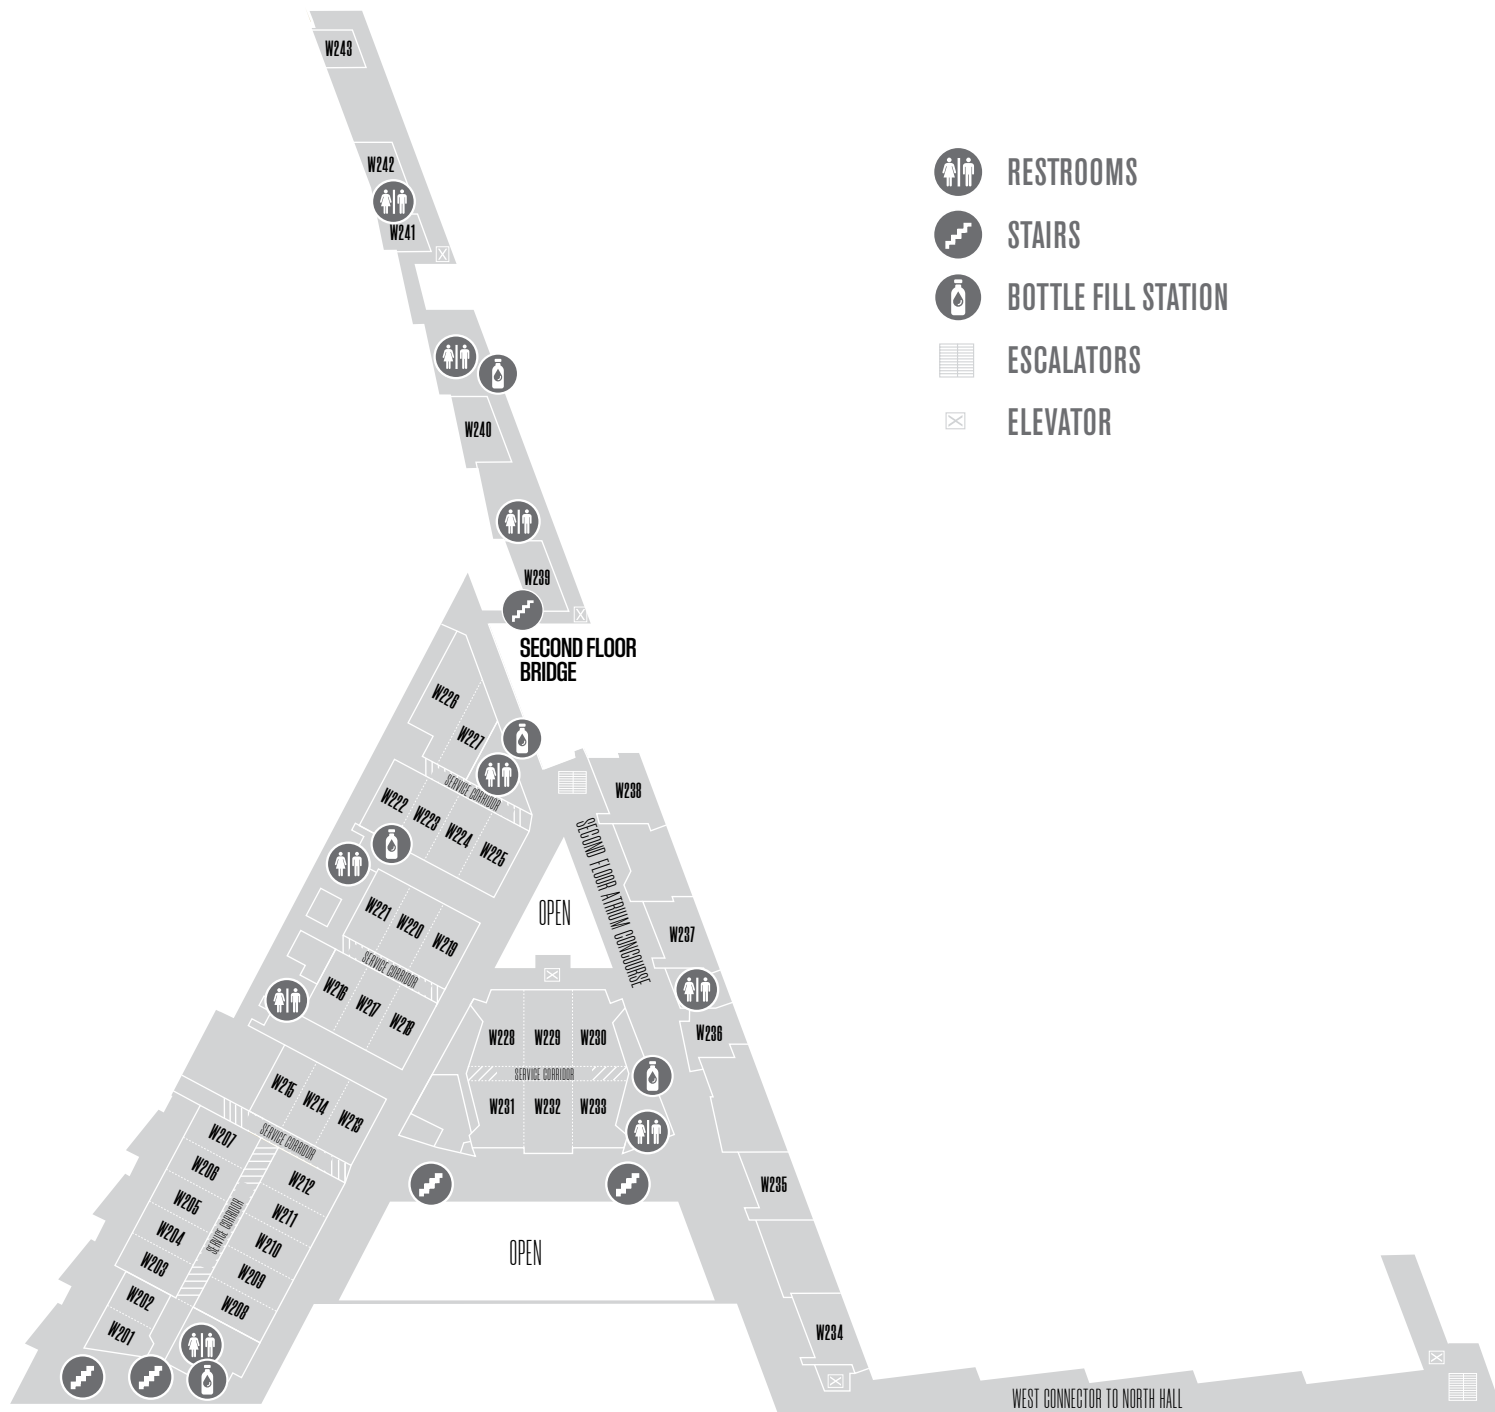 W243
W242
W241
RESTROOMS
STAIRS
BOTTLE FILL STATION
ESCALATORS
ELEVATOR
W240
W239
SECOND FLOOR
BRIDGE
W226
W227
SERVICE CORRIDOR
W222
W223
W224
W225
W238
SECOND FLOOR ATRIUM CONCOURSE
OPEN
W221
W220
W219
SERVICE CORRIDOR
W216
W217
W218
W237
W236
W228
W229
W230
SERVICE CORRIDOR
W231
W232
W233
W215
W214
W213
SERVICE CORRIDOR
W207
W206
W205
W204
W203
W202
W201
SERVICE CORRIDOR
W212
W211
W210
W209
W208
OPEN
W235
W234
WEST CONNECTOR TO NORTH HALL